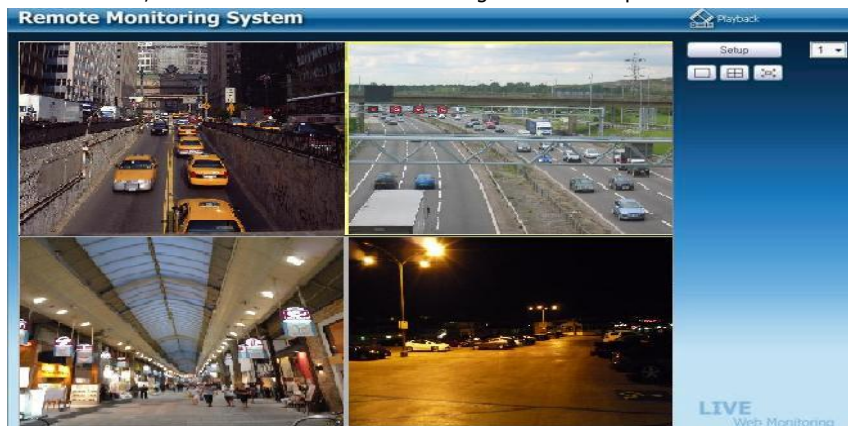 Remote Monitoring System
Playback
Setup
1
LIVE
Web Monitoring